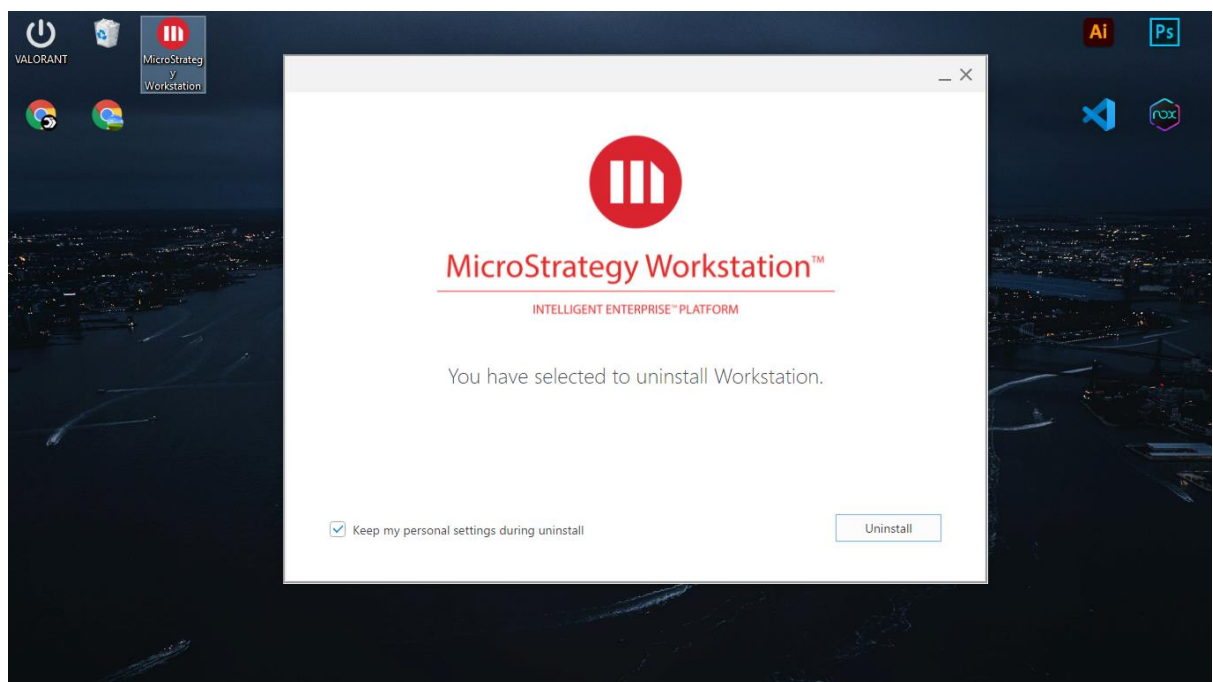 VALORANT
MicroStrateg
y
Workstation
Ai
Ps
nox
MicroStrategy Workstation™
INTELLIGENT ENTERPRISE™ PLATFORM
You have selected to uninstall Workstation.
Keep my personal settings during uninstall
Uninstall